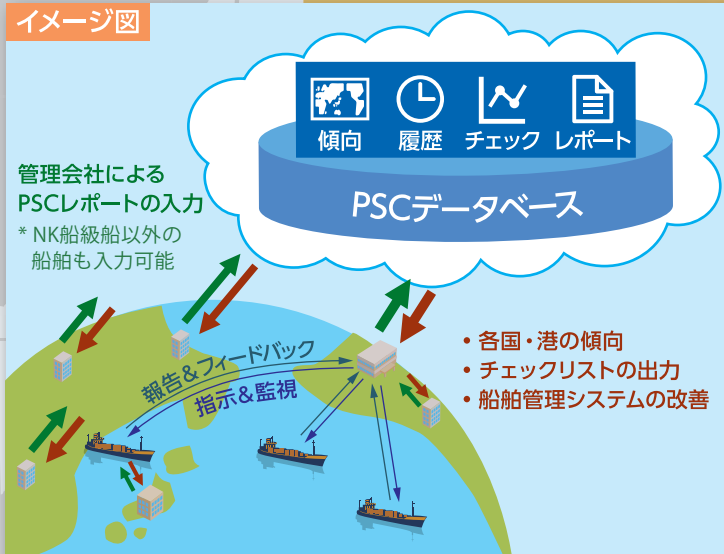 イメージ図
傾向 履歴 チェック レポート
PSCデータベース
管理会社による
PSCレポートの入力
* NK船級船以外の
船舶も入力可能
報告&フィードバック
指示&監視
• 各国・港の傾向
• チェックリストの出力
• 船舶管理システムの改善